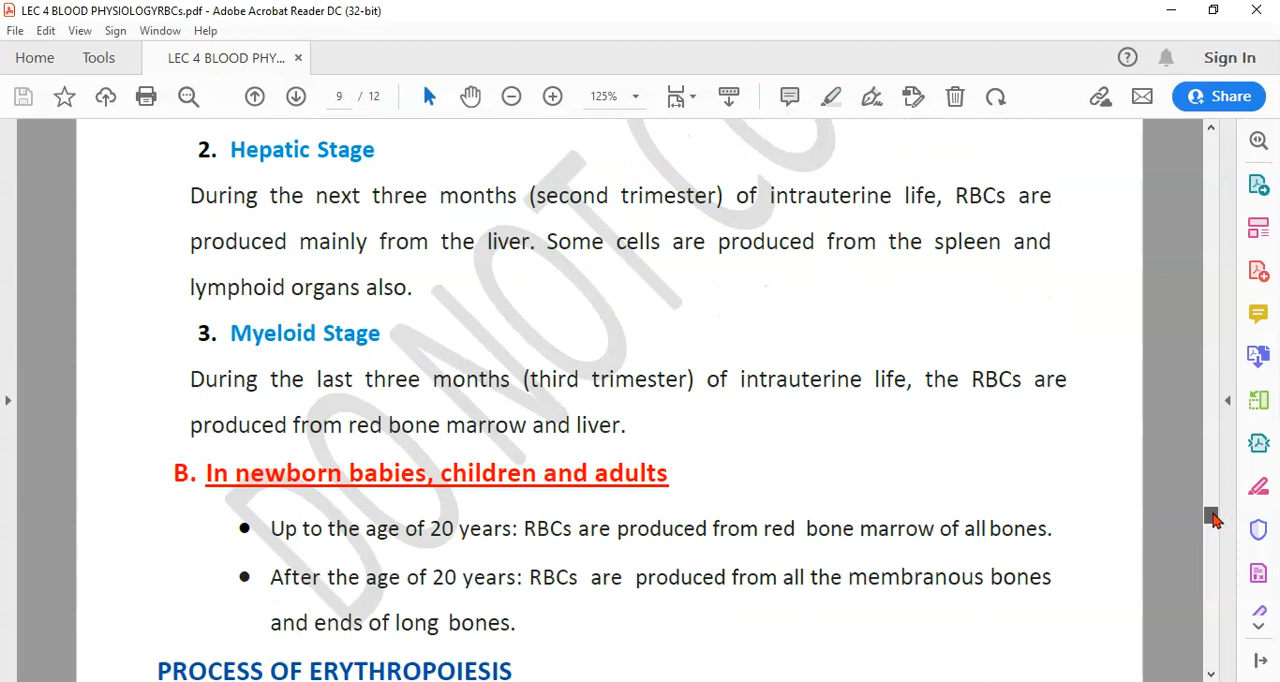 LEC 4 BLOOD PHYSIOLOGYRBCs.pdf - Adobe Acrobat Reader DC (32-bit)
File Edit View Sign Window Help
Home Tools LEC 4 BLOOD PHY... × Sign In
9 / 12 125% Share
DO NOT CO
2. Hepatic Stage
During the next three months (second trimester) of intrauterine life, RBCs are
produced mainly from the liver. Some cells are produced from the spleen and
lymphoid organs also.
3. Myeloid Stage
During the last three months (third trimester) of intrauterine life, the RBCs are
produced from red bone marrow and liver.
B. In newborn babies, children and adults
• Up to the age of 20 years: RBCs are produced from red bone marrow of all bones.
• After the age of 20 years: RBCs are produced from all the membranous bones
and ends of long bones.
PROCESS OF ERYTHROPOIESIS